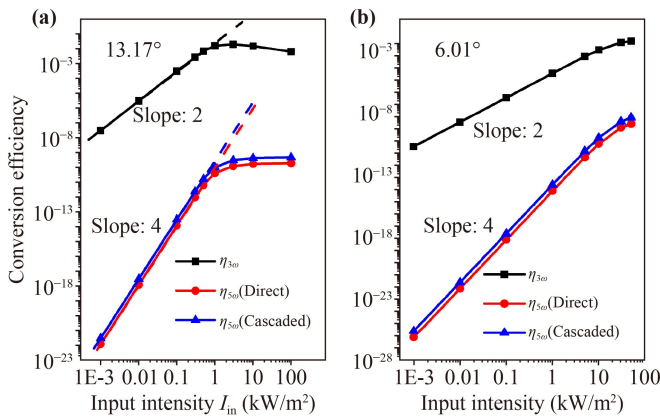 (a)
13.17°
Slope: 2
Slope: 4
η3ω
η5ω(Direct)
η5ω(Cascaded)
10⁻³
10⁻⁸
10⁻¹³
10⁻¹⁸
10⁻²³
1E-3 0.01 0.1 1 10 100
Input intensity Iin (kW/m²)
Conversion efficiency
(b)
6.01°
Slope: 2
Slope: 4
η3ω
η5ω(Direct)
η5ω(Cascaded)
10⁻³
10⁻⁸
10⁻¹³
10⁻¹⁸
10⁻²³
10⁻²⁸
1E-3 0.01 0.1 1 10 100
Input intensity Iin (kW/m²)